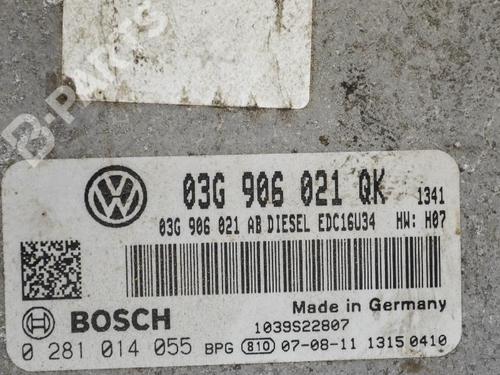 B-PARTS
03G 906 021 QK 1341
03G 906 021 AB DIESEL EDC16U34 HW: H07
Made in Germany
BOSCH 1039S22807
0 281 014 055 BPG 810 07-08-11 1315 0410